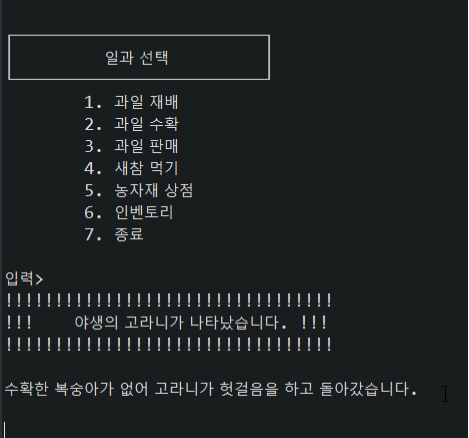 일과 선택
1. 과일 재배
2. 과일 수확
3. 과일 판매
4. 새참 먹기
5. 농자재 상점
6. 인벤토리
7. 종료
입력>
!!!!!!!!!!!!!!!!!!!!!!!!!!!!!!!!!
!!! 야생의 고라니가 나타났습니다. !!!
!!!!!!!!!!!!!!!!!!!!!!!!!!!!!!!!!
수확한 복숭아가 없어 고라니가 헛걸음을 하고 돌아갔습니다.